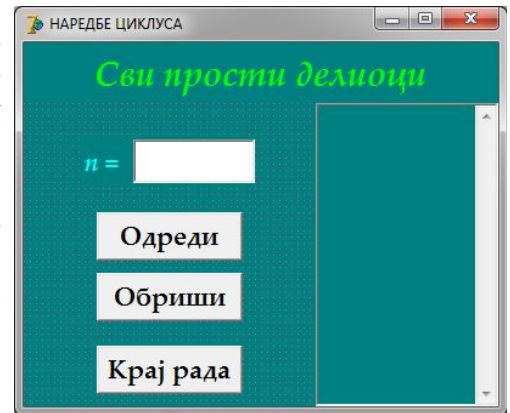 НАРЕДБЕ ЦИКЛУСА
Сви прости делиоци
n =
Одреди
Обриши
Крај рада